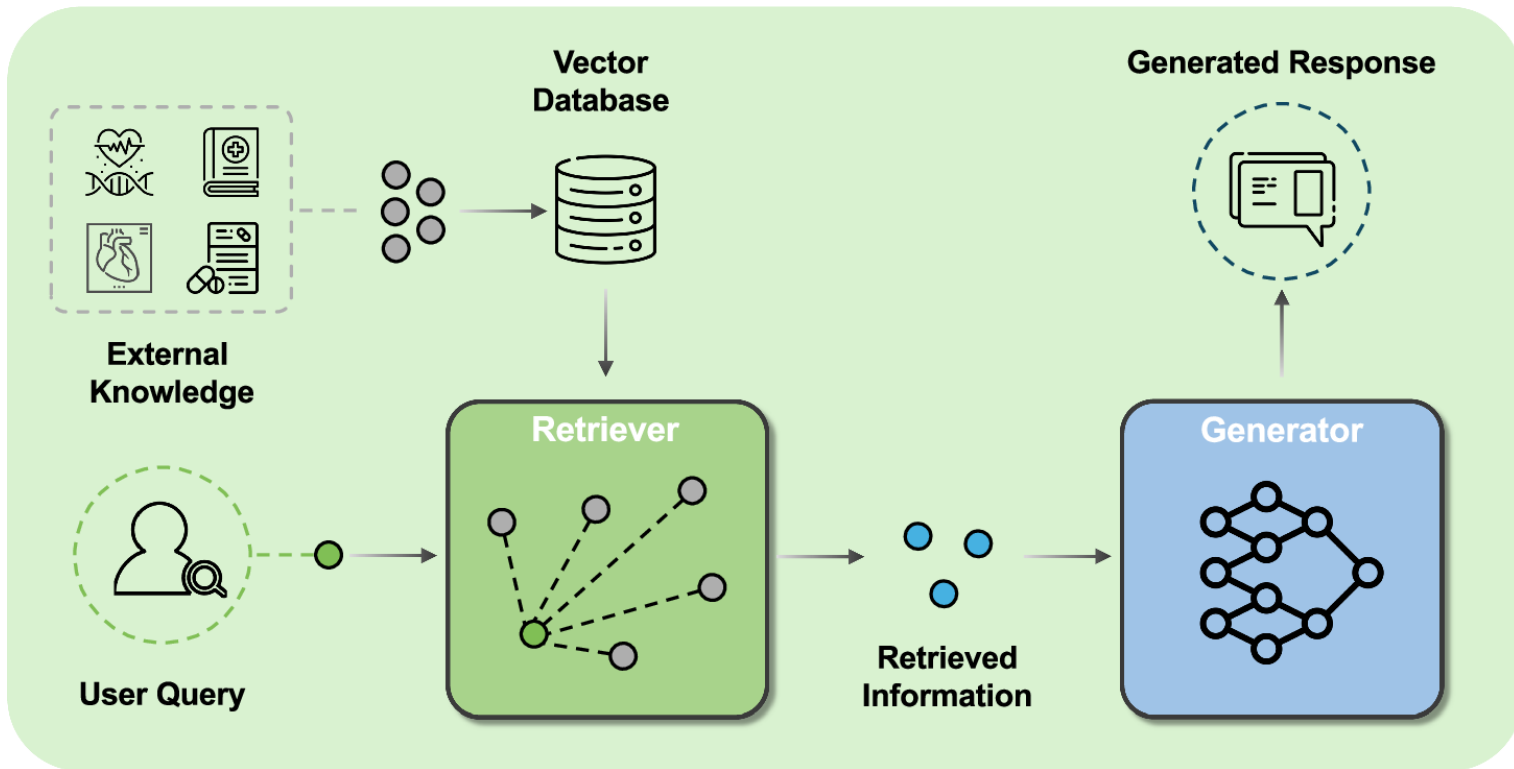 Vector
Database
Generated Response
External
Knowledge
Retriever
Generator
User Query
Retrieved
Information